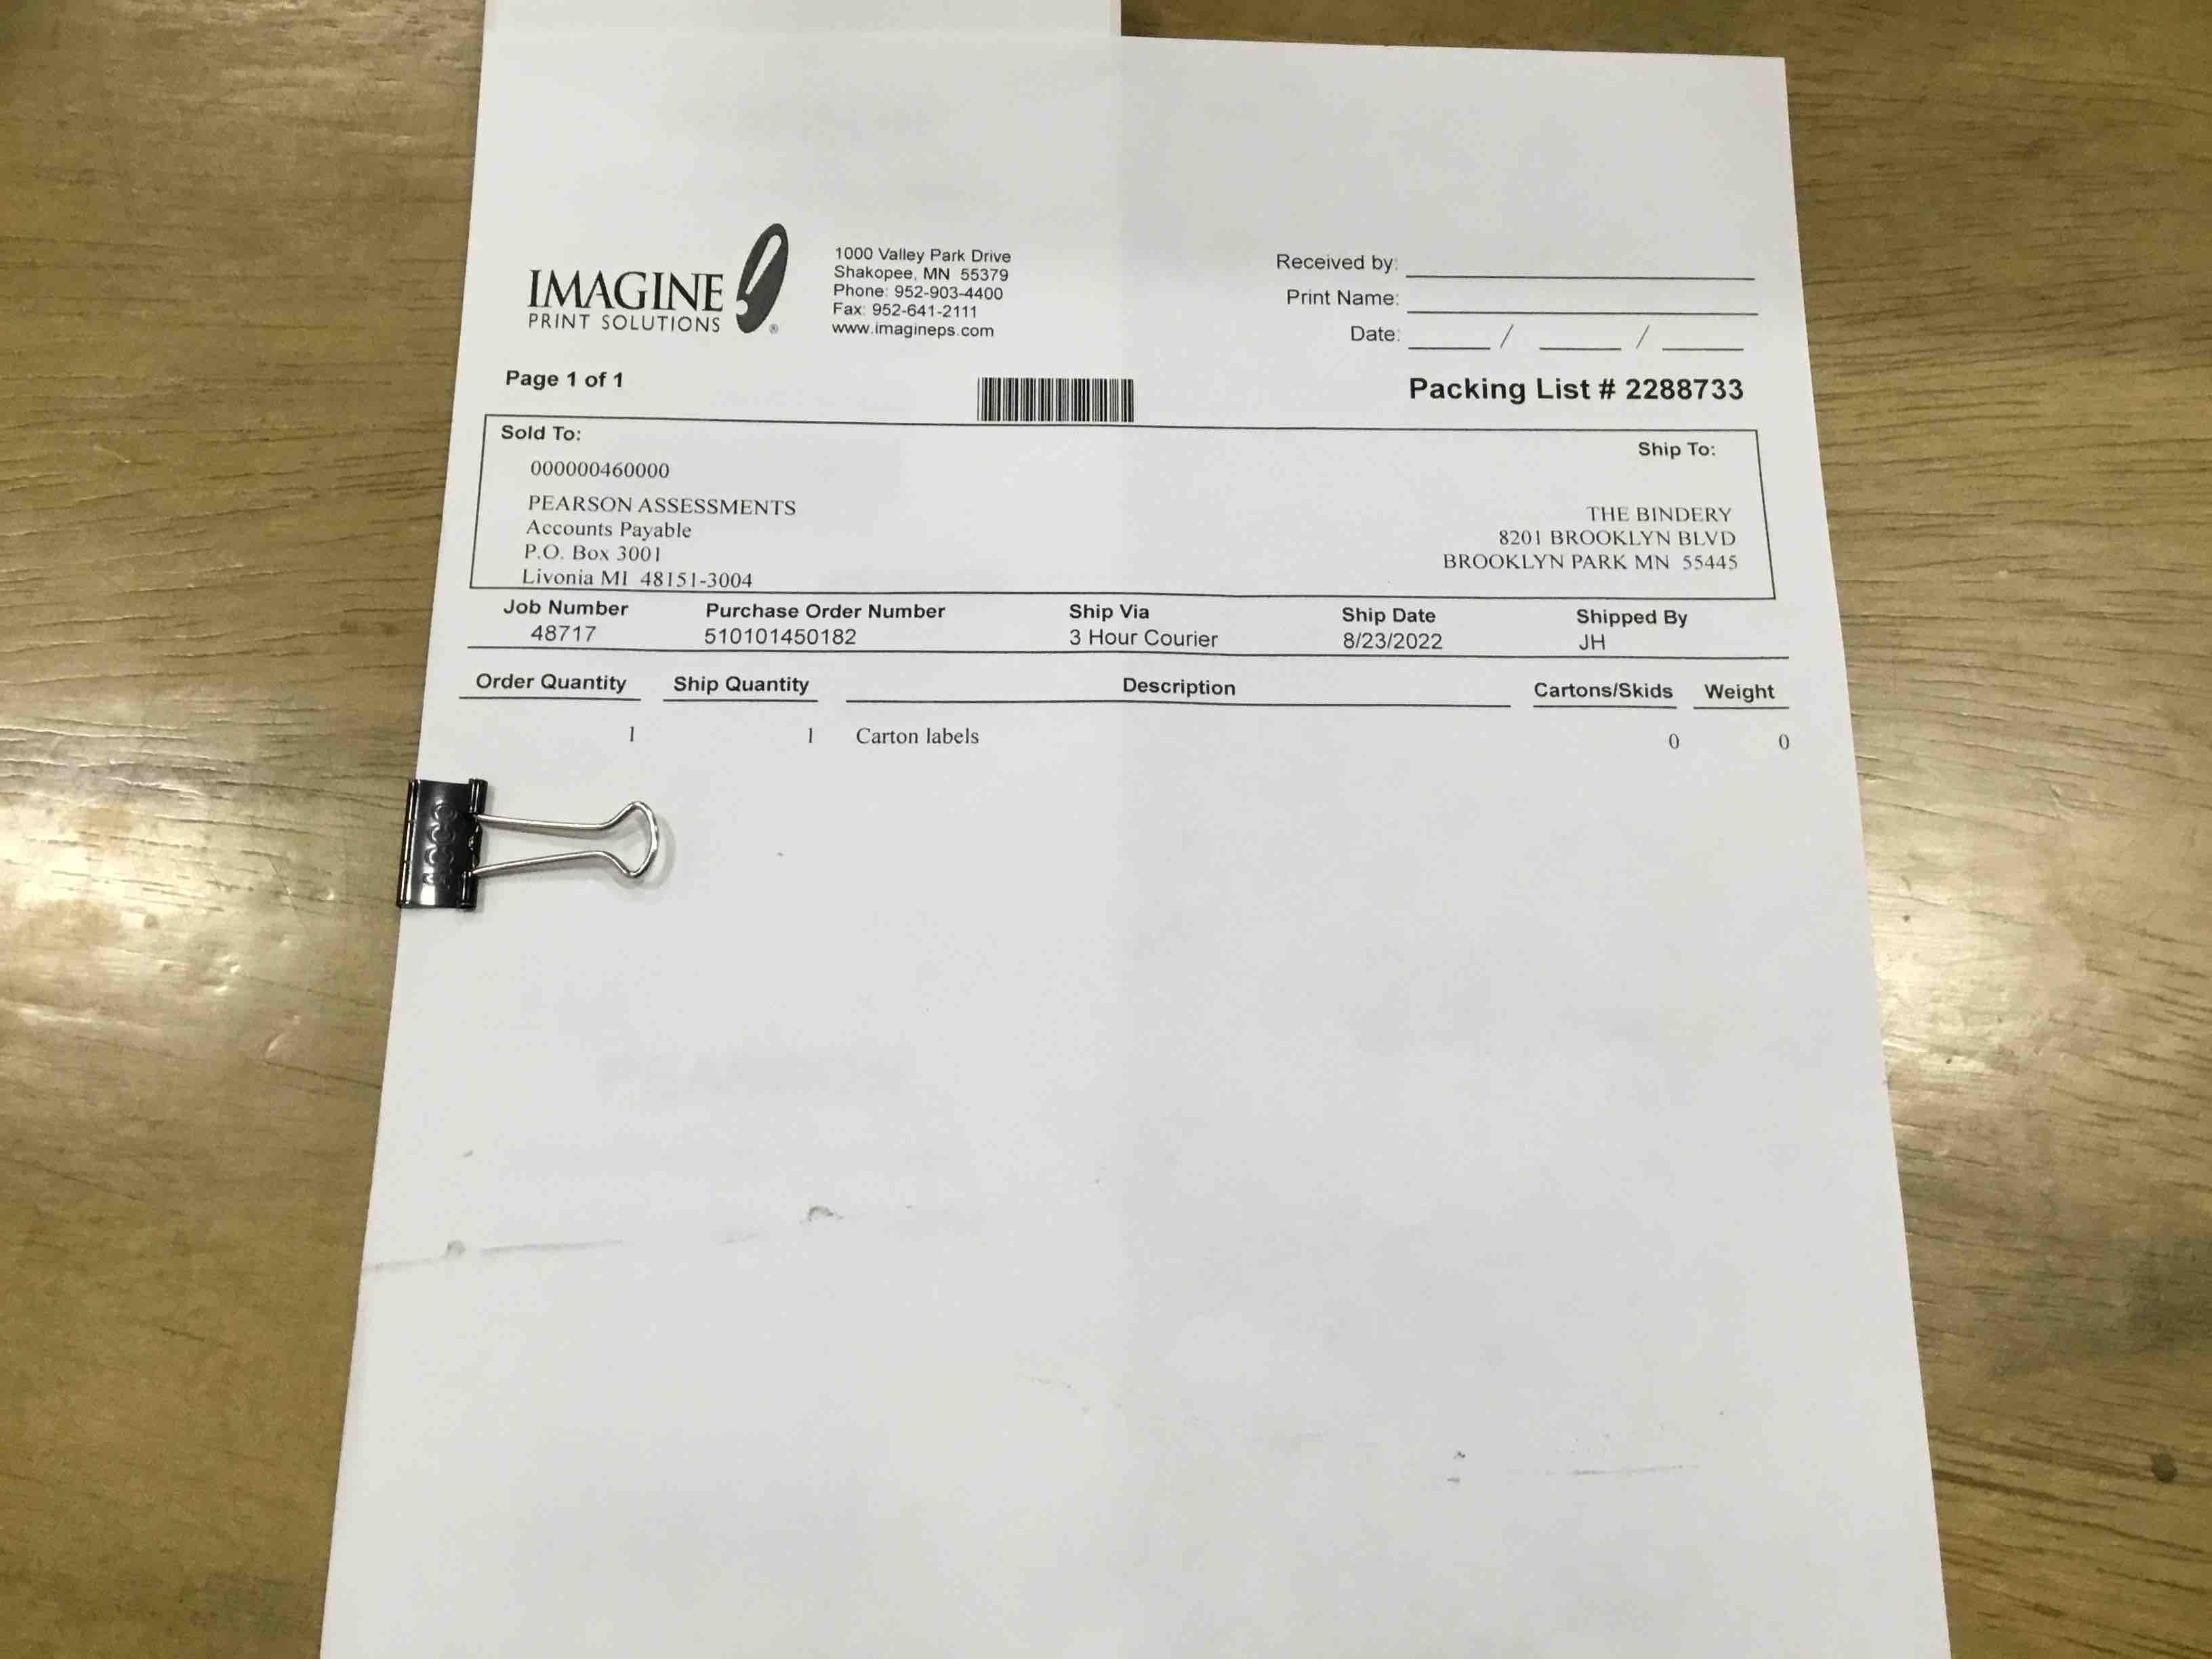 IMAGINE
PRINT SOLUTIONS
®
1000 Valley Park Drive
Shakopee, MN 55379
Phone: 952-903-4400
Fax: 952-641-2111
www.imagineps.com
Received by:
Print Name:
Date: / /
Page 1 of 1
Packing List # 2288733
Sold To:
000000460000
PEARSON ASSESSMENTS
Accounts Payable
P.O. Box 3001
Livonia MI 48151-3004
Ship To:
THE BINDERY
8201 BROOKLYN BLVD
BROOKLYN PARK MN 55445
Job Number Purchase Order Number Ship Via Ship Date Shipped By
48717 510101450182 3 Hour Courier 8/23/2022 JH
Order Quantity Ship Quantity Description Cartons/Skids Weight
1 1 Carton labels 0 0